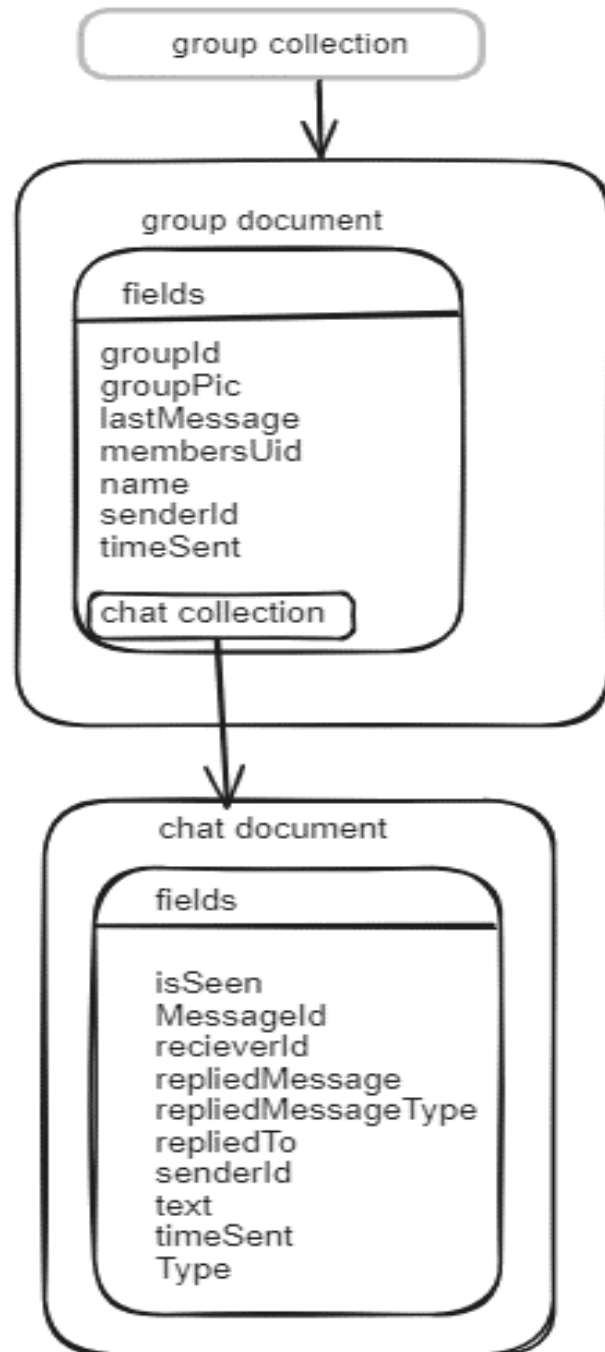 group collection
group document
fields
groupId
groupPic
lastMessage
membersUid
name
senderId
timeSent
chat collection
chat document
fields
isSeen
MessageId
recieverId
repliedMessage
repliedMessageType
repliedTo
senderId
text
timeSent
Type